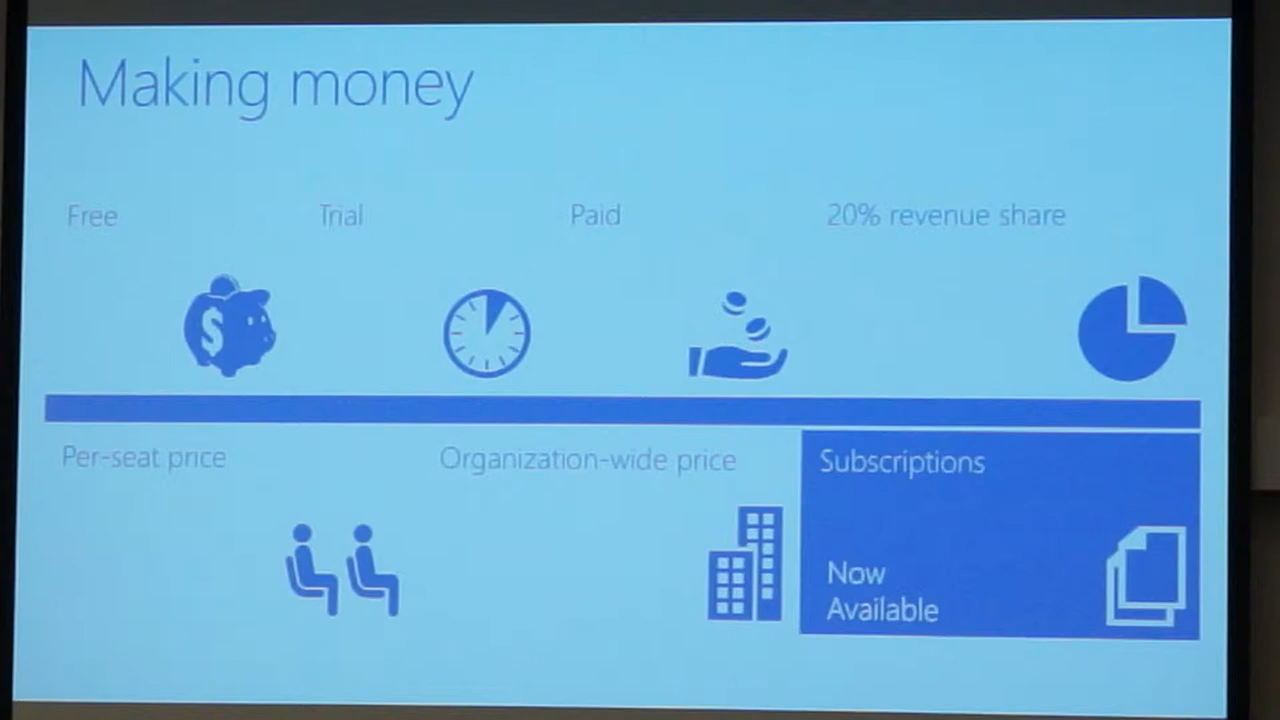 Making money
Free
Trial
Paid
20% revenue share
$
Per-seat price
Organization-wide price
Subscriptions
Now
Available